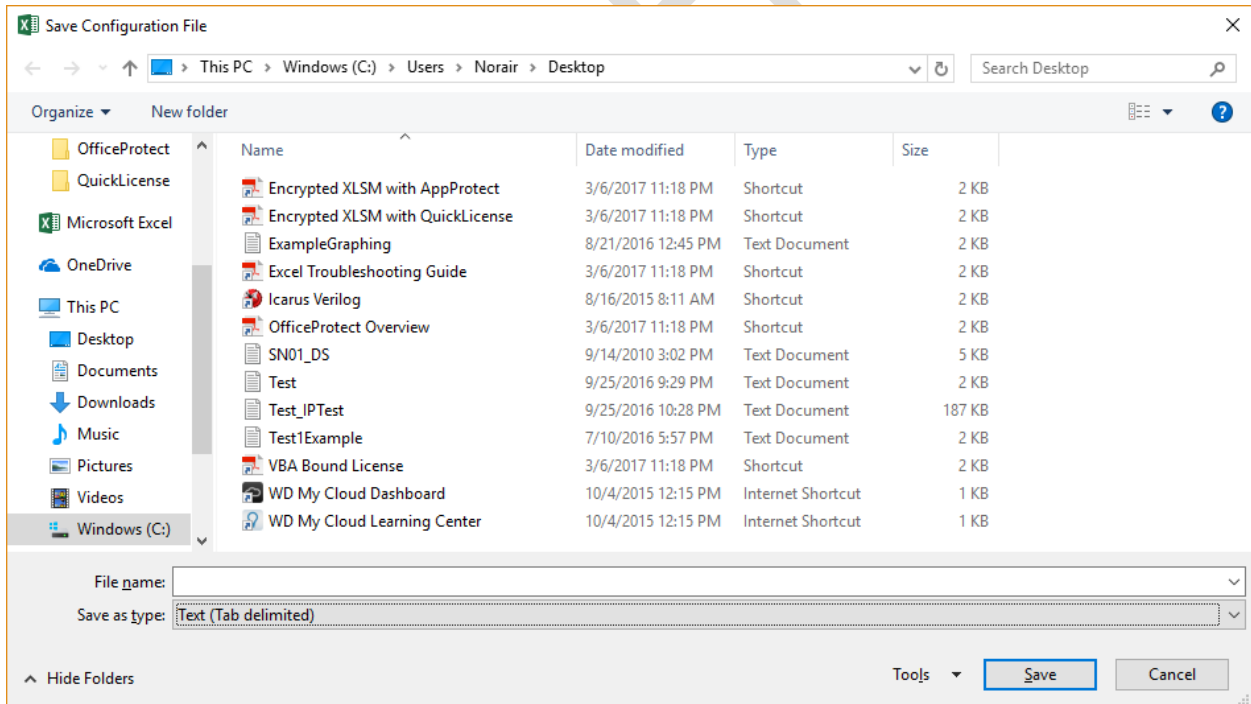 Save Configuration File
This PC > Windows (C:) > Users > Norair > Desktop
Search Desktop
Organize
New folder
?
OfficeProtect
QuickLicense
Microsoft Excel
OneDrive
This PC
Desktop
Documents
Downloads
Music
Pictures
Videos
Windows (C:)
Name Date modified Type Size
Encrypted XLSM with AppProtect 3/6/2017 11:18 PM Shortcut 2 KB
Encrypted XLSM with QuickLicense 3/6/2017 11:18 PM Shortcut 2 KB
ExampleGraphing 8/21/2016 12:45 PM Text Document 2 KB
Excel Troubleshooting Guide 3/6/2017 11:18 PM Shortcut 2 KB
Icarus Verilog 8/16/2015 8:11 AM Shortcut 2 KB
OfficeProtect Overview 3/6/2017 11:18 PM Shortcut 2 KB
SN01_DS 9/14/2010 3:02 PM Text Document 5 KB
Test 9/25/2016 9:29 PM Text Document 2 KB
Test_IPTest 9/25/2016 10:28 PM Text Document 187 KB
Test1Example 7/10/2016 5:57 PM Text Document 2 KB
VBA Bound License 3/6/2017 11:18 PM Shortcut 2 KB
WD My Cloud Dashboard 10/4/2015 12:15 PM Internet Shortcut 1 KB
WD My Cloud Learning Center 10/4/2015 12:15 PM Internet Shortcut 1 KB
File name:
Save as type: Text (Tab delimited)
Hide Folders
Tools
Save
Cancel